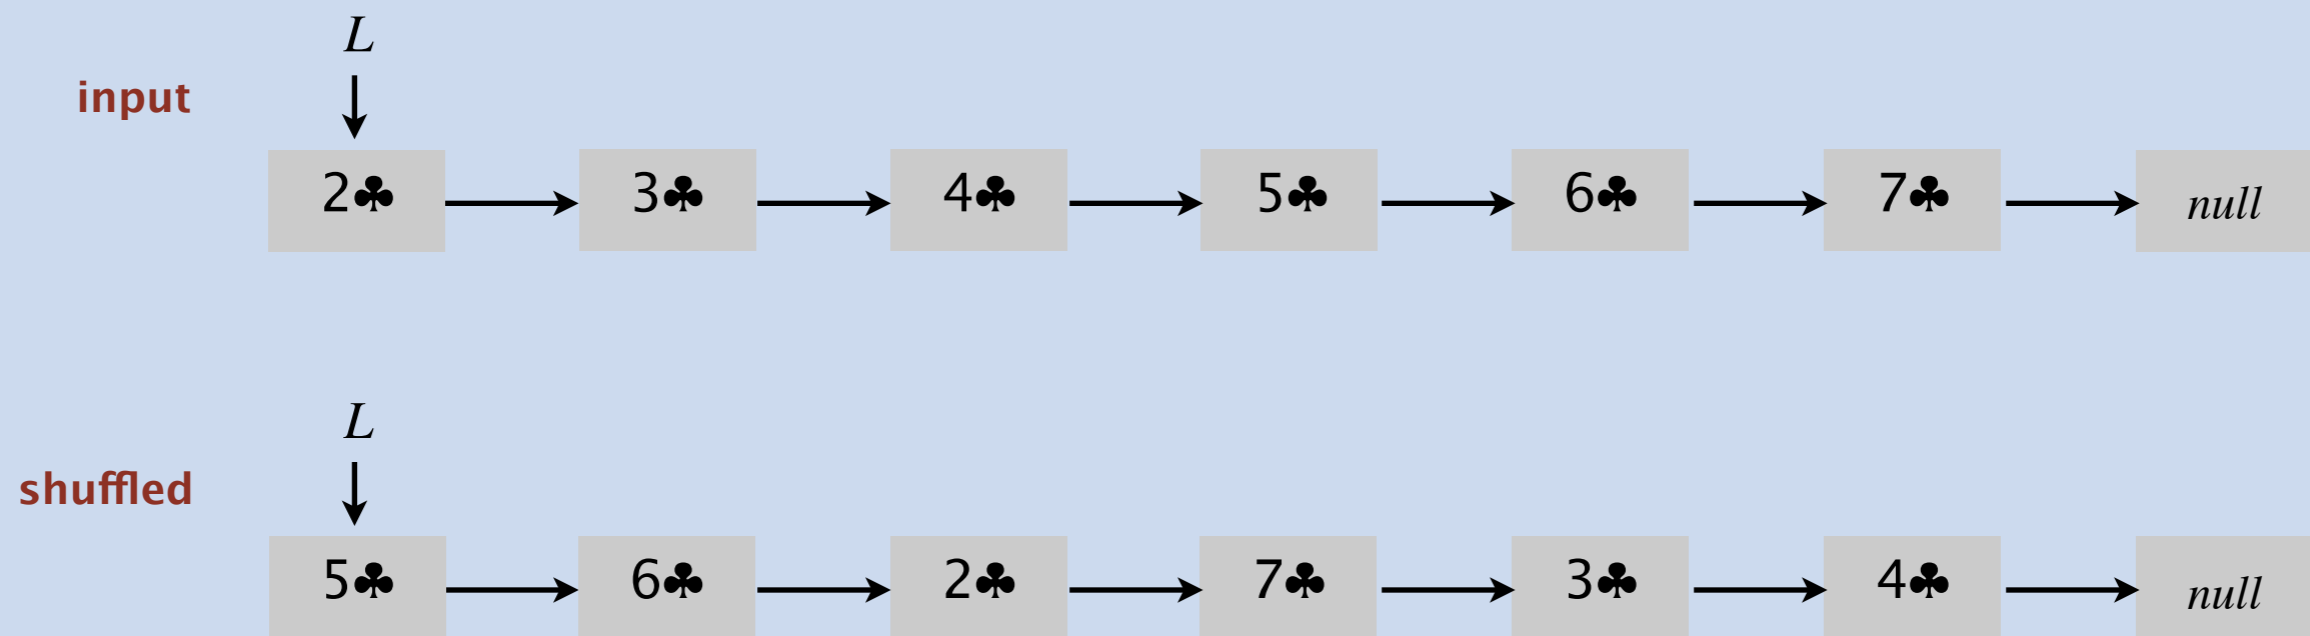 L
input
2♣ 3♣ 4♣ 5♣ 6♣ 7♣ null
L
shuffled
5♣ 6♣ 2♣ 7♣ 3♣ 4♣ null